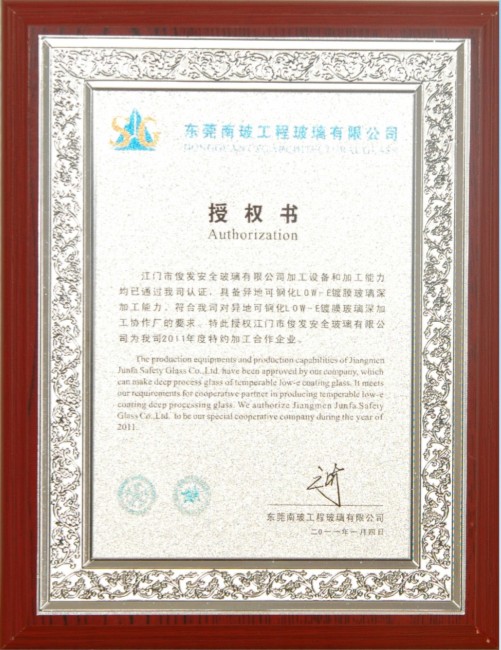 SG
东莞南玻工程玻璃有限公司
DONGGUAN CSG ARCHITECTURAL GLASS
授权书
Authorization
江门市俊发安全玻璃有限公司加工设备和加工能力
均已通过我司认证，具备异地可钢化LOW-E镀膜玻璃深
加工能力，符合我司对异地可钢化LOW-E镀膜玻璃深加
工协作厂的要求。特此授权江门市俊发安全玻璃有限公
司为我司2011年度特约加工合作企业。
The production equipments and production capabilities of Jiangmen
Junfa Safety Glass Co.,Ltd. have been approved by our company, which
can make deep process glass of temperable low-e coating glass. It meets
our requirements for cooperative partner in producing temperable low-e
coating deep processing glass. We authorize Jiangmen Junfa Safety
Glass Co.,Ltd. to be our special cooperative company during the year of
2011.
东莞南玻工程玻璃有限公司
二〇一一年一月四日